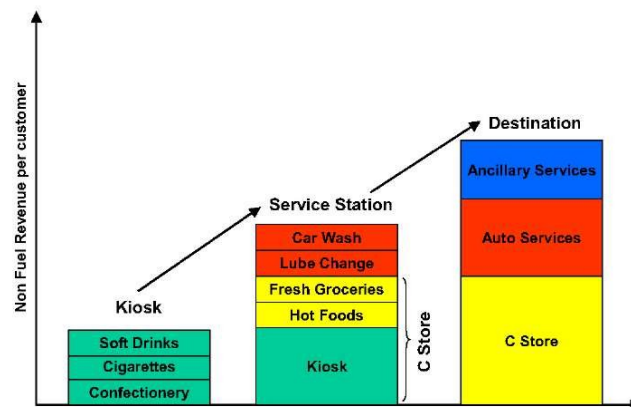 Non Fuel Revenue per customer
Kiosk
Soft Drinks
Cigarettes
Confectionery
Service Station
Car Wash
Lube Change
Fresh Groceries
Hot Foods
Kiosk
C Store
Destination
Ancillary Services
Auto Services
C Store